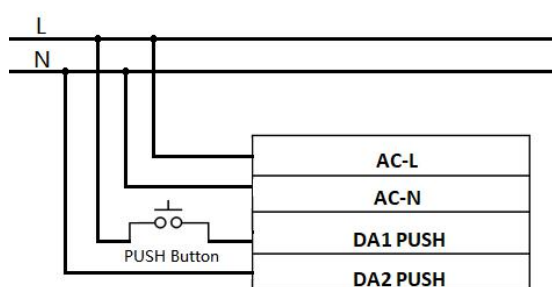 L
N
AC-L
AC-N
DA1 PUSH
PUSH Button
DA2 PUSH